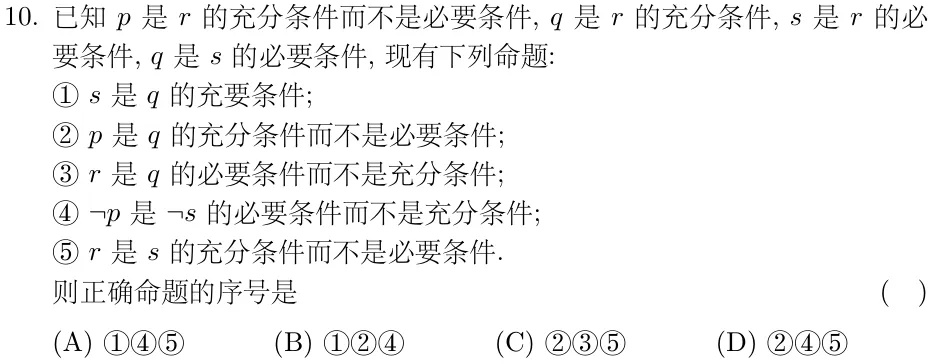 10. 已知 p 是 r 的充分条件而不是必要条件, q 是 r 的充分条件, s 是 r 的必
要条件, q 是 s 的必要条件, 现有下列命题:
① s 是 q 的充要条件;
② p 是 q 的充分条件而不是必要条件;
③ r 是 q 的必要条件而不是充分条件;
④ ¬p 是 ¬s 的必要条件而不是充分条件;
⑤ r 是 s 的充分条件而不是必要条件.
则正确命题的序号是 ( )
(A) ①④⑤ (B) ①②④ (C) ②③⑤ (D) ②④⑤